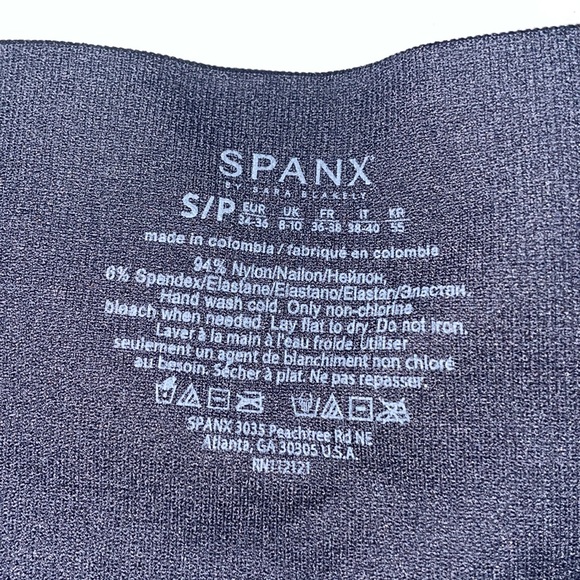 SPANX®
BY SARA BLAKELY
S/P EUR 34-36 UK 8-10 FR 36-38 IT 38-40 KR 55
made in colombia / fabriqué en colombie
94% Nylon/Nailon/Нейлон,
6% Spandex/Elastane/Elastano/Elastan/Эластан.
Hand wash cold. Only non-chlorine
bleach when needed. Lay flat to dry. Do not iron.
Laver à la main à l'eau froide. Utiliser
seulement un agent de blanchiment non chloré
au besoin. Sécher à plat. Ne pas repasser.
SPANX 3035 Peachtree Rd NE
Atlanta, GA 30305 U.S.A.
RN112121